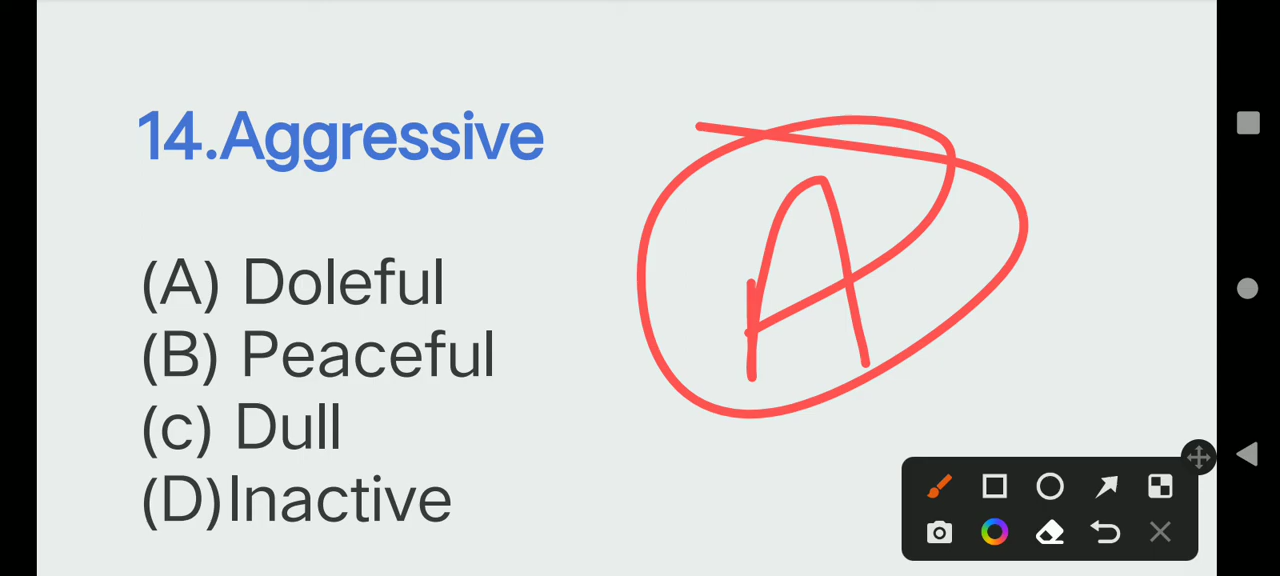 14.Aggressive
A
(A) Doleful
(B) Peaceful
(c) Dull
(D)Inactive